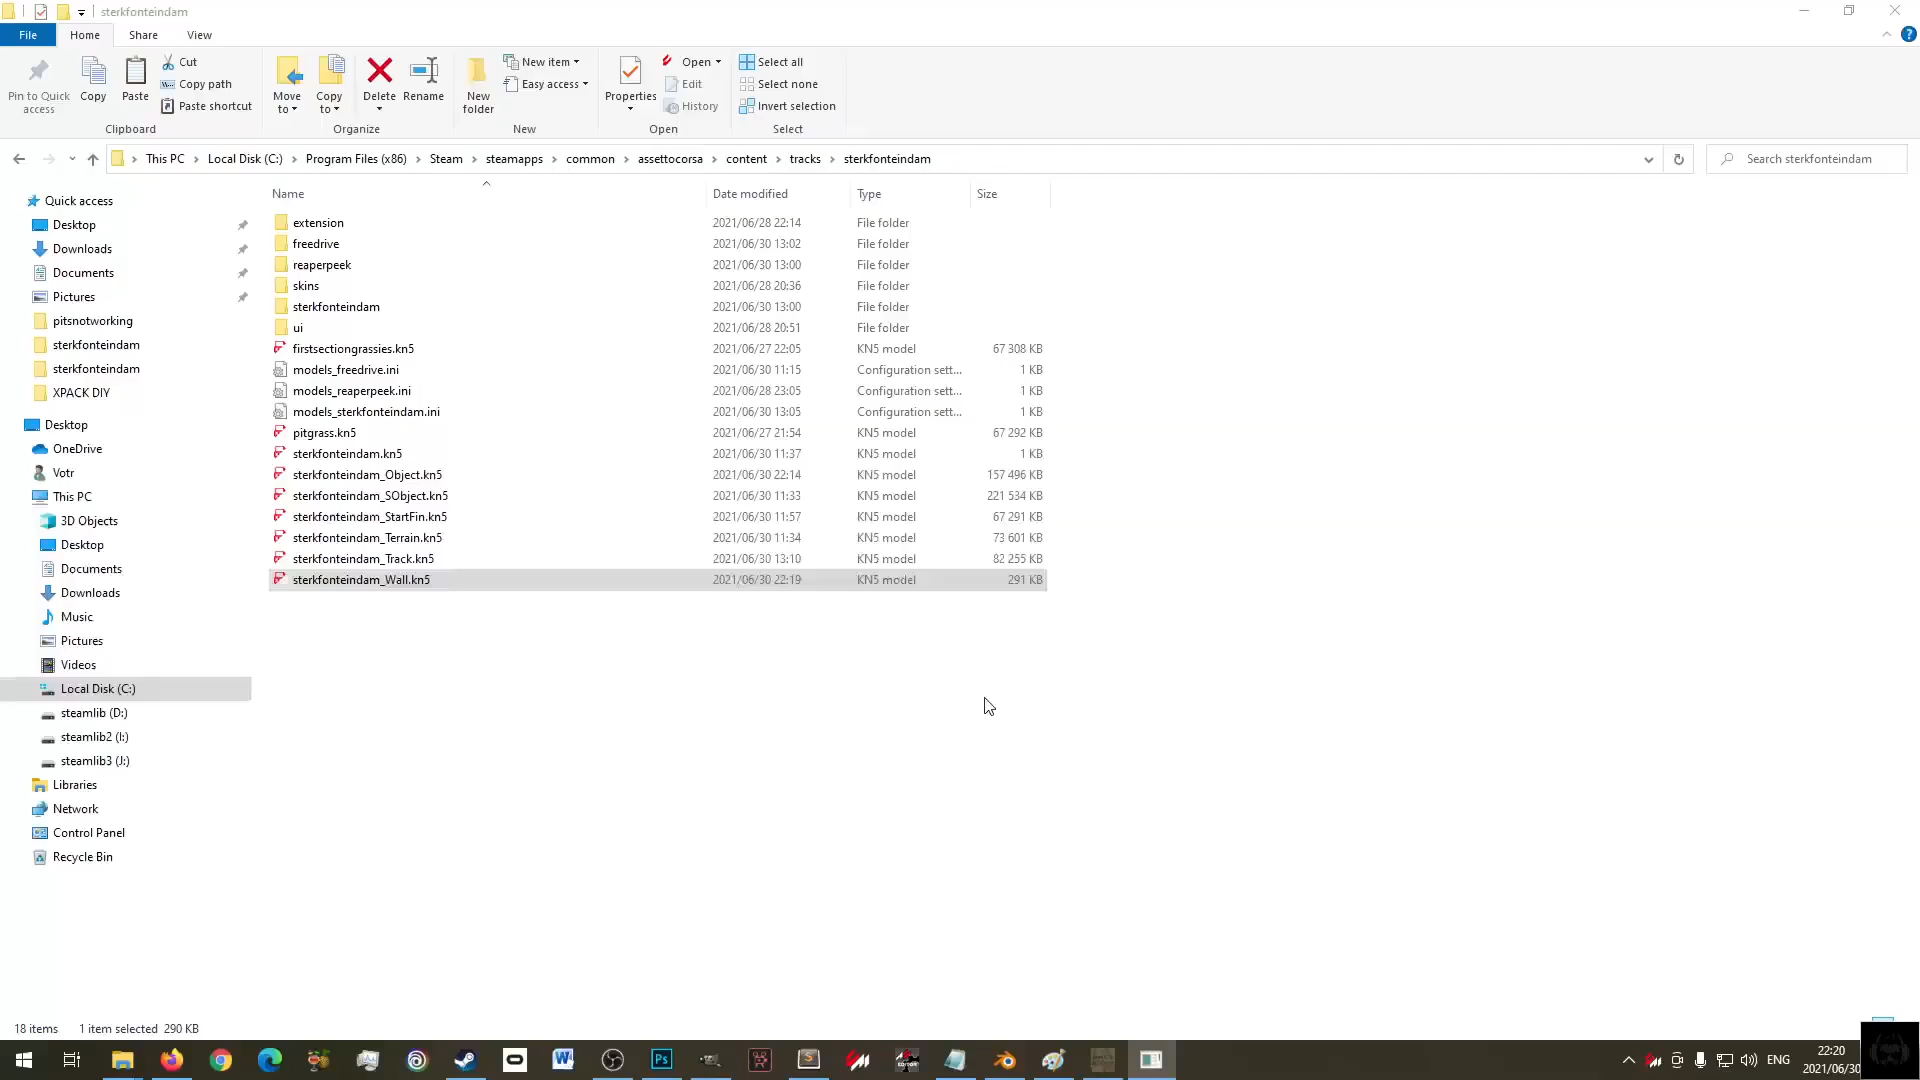 sterkfonteindam
File Home Share View
Pin to Quick access
Copy
Paste
Cut
Copy path
Paste shortcut
Clipboard
Move to
Copy to
Delete
Rename
Organize
New folder
New item
Easy access
New
Properties
Open
Edit
History
Open
Select all
Select none
Invert selection
Select
This PC Local Disk (C:) Program Files (x86) Steam steamapps common assettocorsa content tracks sterkfonteindam
Search sterkfonteindam
Quick access
Desktop
Downloads
Documents
Pictures
pitsnotworking
sterkfonteindam
sterkfonteindam
XPACK DIY
Desktop
OneDrive
Votr
This PC
3D Objects
Desktop
Documents
Downloads
Music
Pictures
Videos
Local Disk (C:)
steamlib (D:)
steamlib2 (I:)
steamlib3 (J:)
Libraries
Network
Control Panel
Recycle Bin
Name Date modified Type Size
extension 2021/06/28 22:14 File folder
freedrive 2021/06/30 13:02 File folder
reaperpeek 2021/06/30 13:00 File folder
skins 2021/06/28 20:36 File folder
sterkfonteindam 2021/06/30 13:00 File folder
ui 2021/06/28 20:51 File folder
firstsectiongrassies.kn5 2021/06/27 22:05 KN5 model 67 308 KB
models_freedrive.ini 2021/06/30 11:15 Configuration sett... 1 KB
models_reaperpeek.ini 2021/06/28 23:05 Configuration sett... 1 KB
models_sterkfonteindam.ini 2021/06/30 13:05 Configuration sett... 1 KB
pitgrass.kn5 2021/06/27 21:54 KN5 model 67 292 KB
sterkfonteindam.kn5 2021/06/30 11:37 KN5 model 1 KB
sterkfonteindam_Object.kn5 2021/06/30 22:14 KN5 model 157 496 KB
sterkfonteindam_SObject.kn5 2021/06/30 11:33 KN5 model 221 534 KB
sterkfonteindam_StartFin.kn5 2021/06/30 11:57 KN5 model 67 291 KB
sterkfonteindam_Terrain.kn5 2021/06/30 11:34 KN5 model 73 601 KB
sterkfonteindam_Track.kn5 2021/06/30 13:10 KN5 model 82 255 KB
sterkfonteindam_Wall.kn5 2021/06/30 22:19 KN5 model 291 KB
18 items 1 item selected 290 KB
Ps
ENG
22:20
2021/06/30